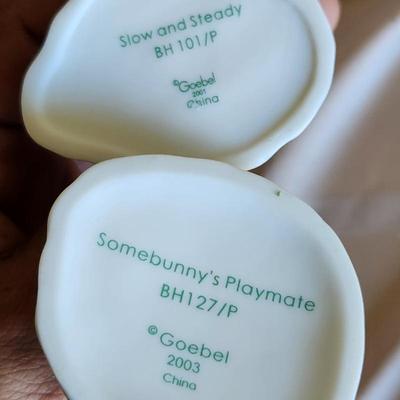 Slow and Steady
BH 101/P
©Goebel
2001
China
Somebunny's Playmate
BH127/P
© Goebel
2003
China